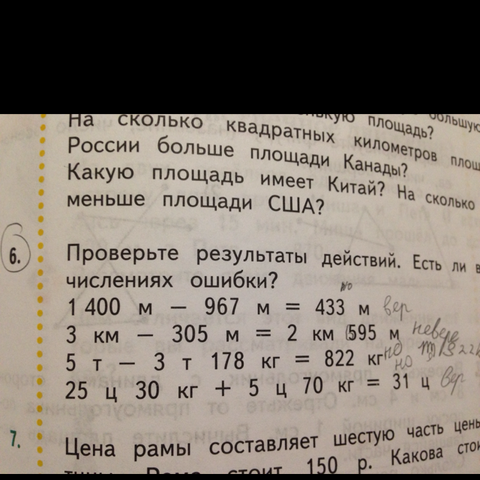 большую площадь?
На сколько квадратных километров
России больше площади Канады?
Какую площадь имеет Китай? На сколько
меньше площади США?
6. Проверьте результаты действий. Есть ли в
числениях ошибки?
1 400 м — 967 м = 433 м вер
3 км — 305 м = 2 км 595 м невер
5 т — 3 т 178 кг = 822 кг но
25 ц 30 кг + 5 ц 70 кг = 31 ц вер
7. Цена рамы составляет шестую часть цены
стоит 150 р. Какова